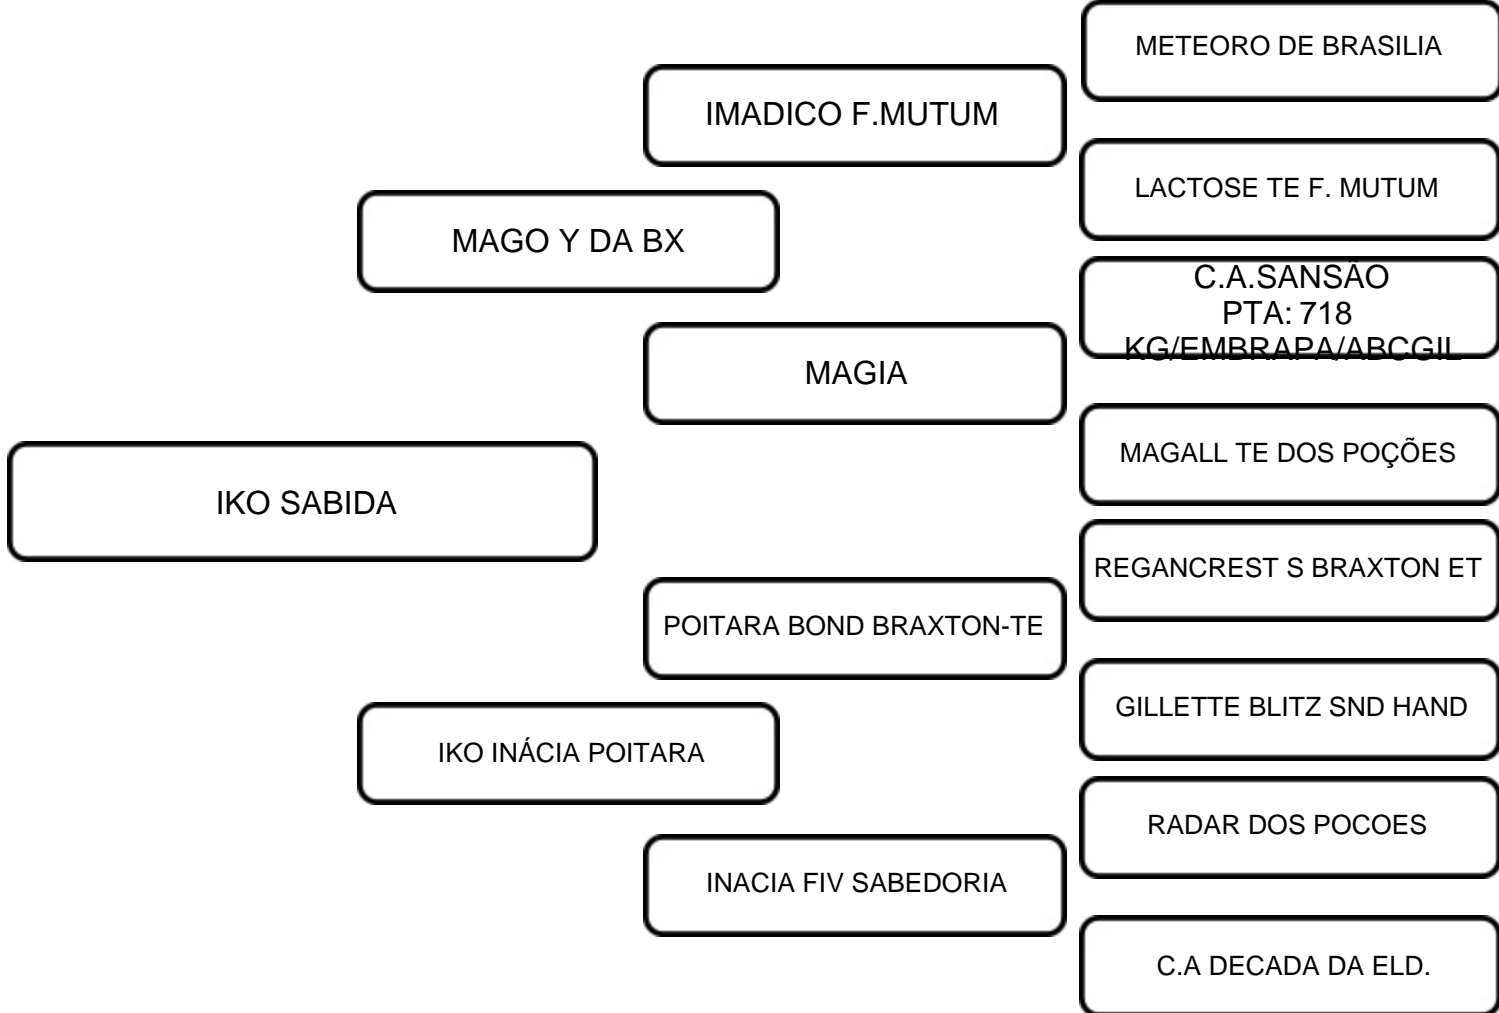 METEORO DE BRASILIA
IMADICO F.MUTUM
LACTOSE TE F. MUTUM
MAGO Y DA BX
C.A.SANSÃO
PTA: 718
KG/EMBRAPA/ABCGIL
MAGIA
MAGALL TE DOS POÇÕES
IKO SABIDA
REGANCREST S BRAXTON ET
POITARA BOND BRAXTON-TE
GILLETTE BLITZ SND HAND
IKO INÁCIA POITARA
RADAR DOS POCOES
INACIA FIV SABEDORIA
C.A DECADA DA ELD.